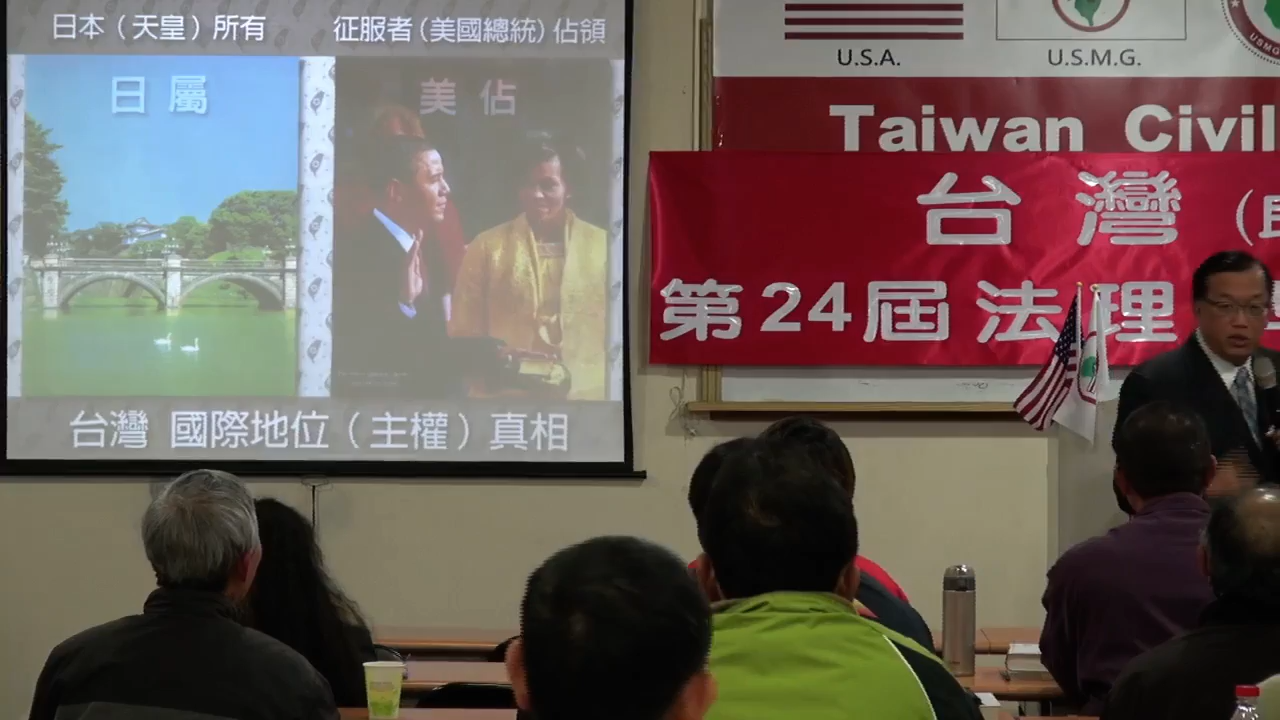 日本（天皇）所有
征服者（美國總統）佔領
日 屬
美 佔
台灣 國際地位（主權）真相
U.S.A.
U.S.M.G.
USMG
Taiwan Civil
台 灣
第24屆法理